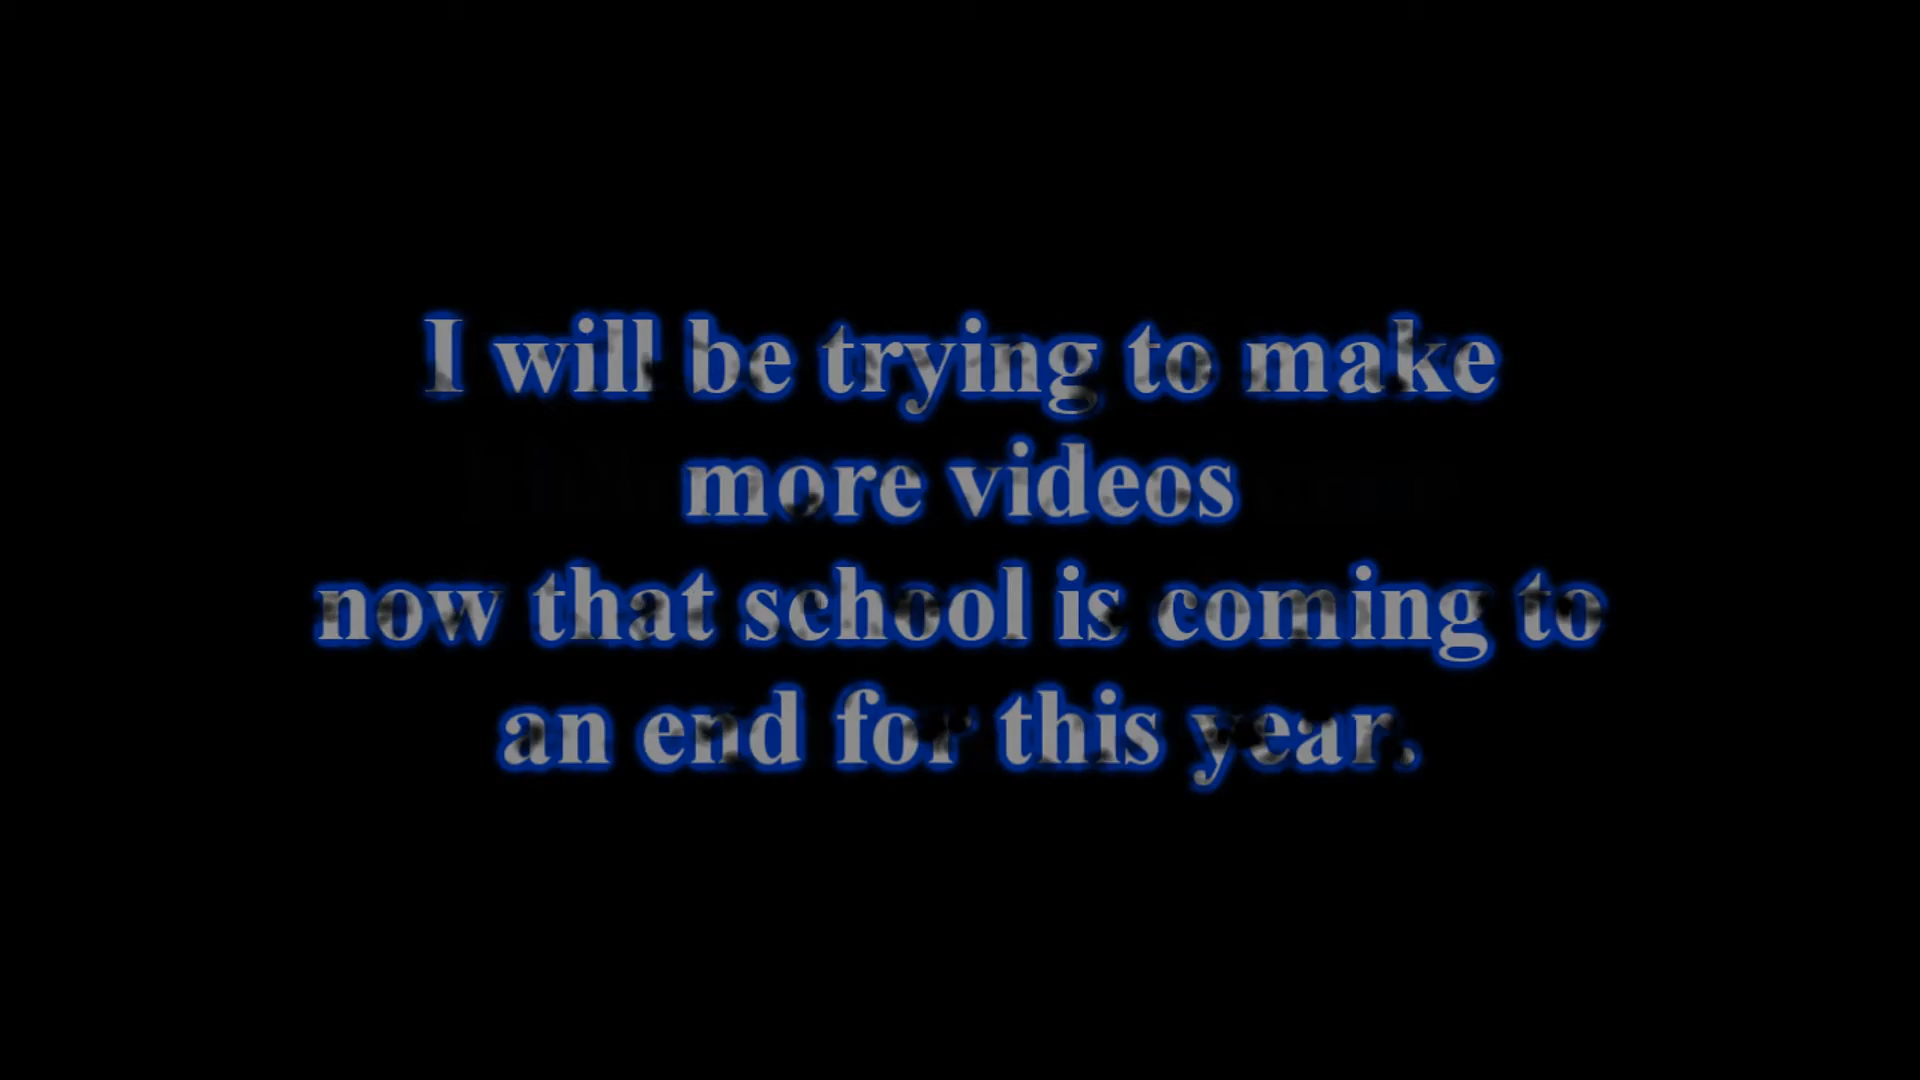 I will be trying to make
more videos
now that school is coming to
an end for this year.